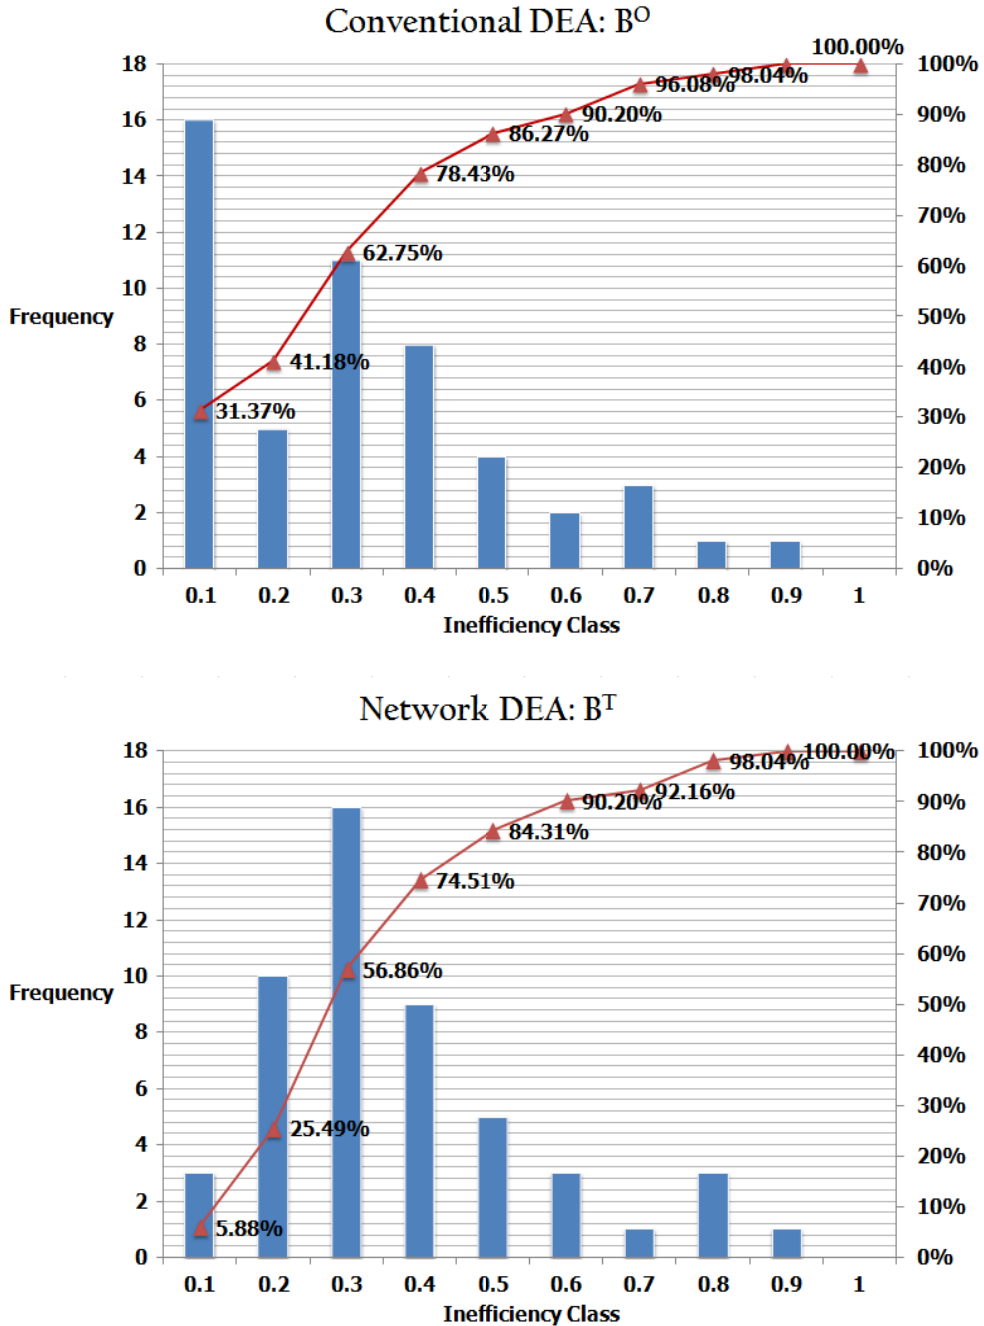 Conventional DEA: Bᴼ
100.00%
18 100%
96.08% 98.04%
16 90.20% 90%
86.27%
14 78.43% 80%
70%
12 62.75%
10 60%
Frequency 50%
8 41.18% 40%
6 31.37% 30%
4 20%
2 10%
0 0%
0.1 0.2 0.3 0.4 0.5 0.6 0.7 0.8 0.9 1
Inefficiency Class
Network DEA: Bᵀ
18 98.04% 100.00% 100%
16 90.20% 92.16% 90%
84.31%
14 74.51% 80%
70%
12
10 56.86% 60%
Frequency 50%
8 40%
6 30%
25.49%
4 20%
2 5.88% 10%
0 0%
0.1 0.2 0.3 0.4 0.5 0.6 0.7 0.8 0.9 1
Inefficiency Class